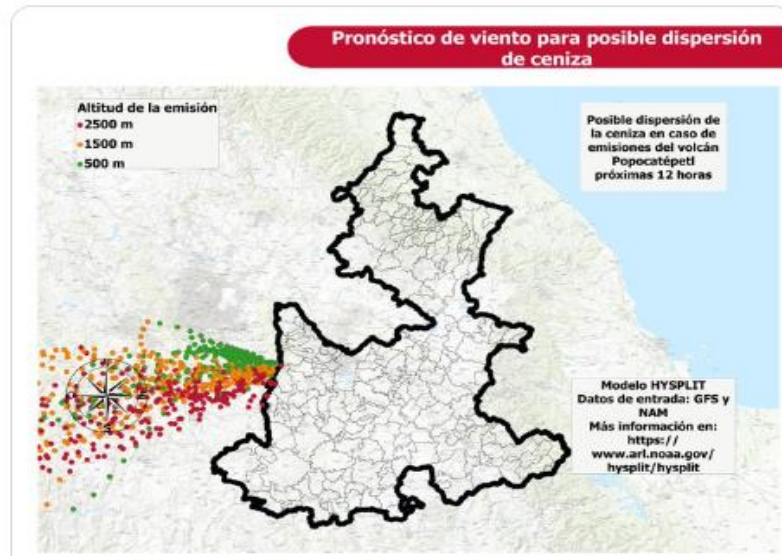 Pronóstico de viento para posible dispersión
de ceniza
Altitud de la emisión
2500 m
1500 m
500 m
Posible dispersión de
la ceniza en caso de
emisiones del volcán
Popocatépetl
próximas 12 horas
Modelo HYSPLIT
Datos de entrada: GFS y
NAM
Más información en:
https://
www.arl.noaa.gov/
hysplit/hysplit